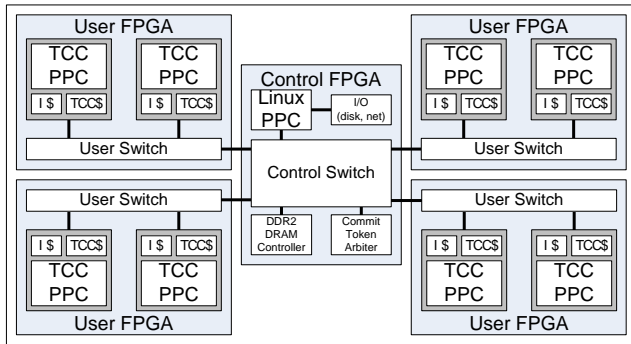 User FPGA
TCC PPC
I $
TCC$
TCC PPC
I $
TCC$
User Switch
Control FPGA
Linux PPC
I/O
(disk, net)
Control Switch
DDR2
DRAM
Controller
Commit
Token
Arbiter
User FPGA
TCC PPC
I $
TCC$
TCC PPC
I $
TCC$
User Switch
User Switch
I $
TCC$
TCC PPC
I $
TCC$
TCC PPC
User FPGA
User Switch
I $
TCC$
TCC PPC
I $
TCC$
TCC PPC
User FPGA